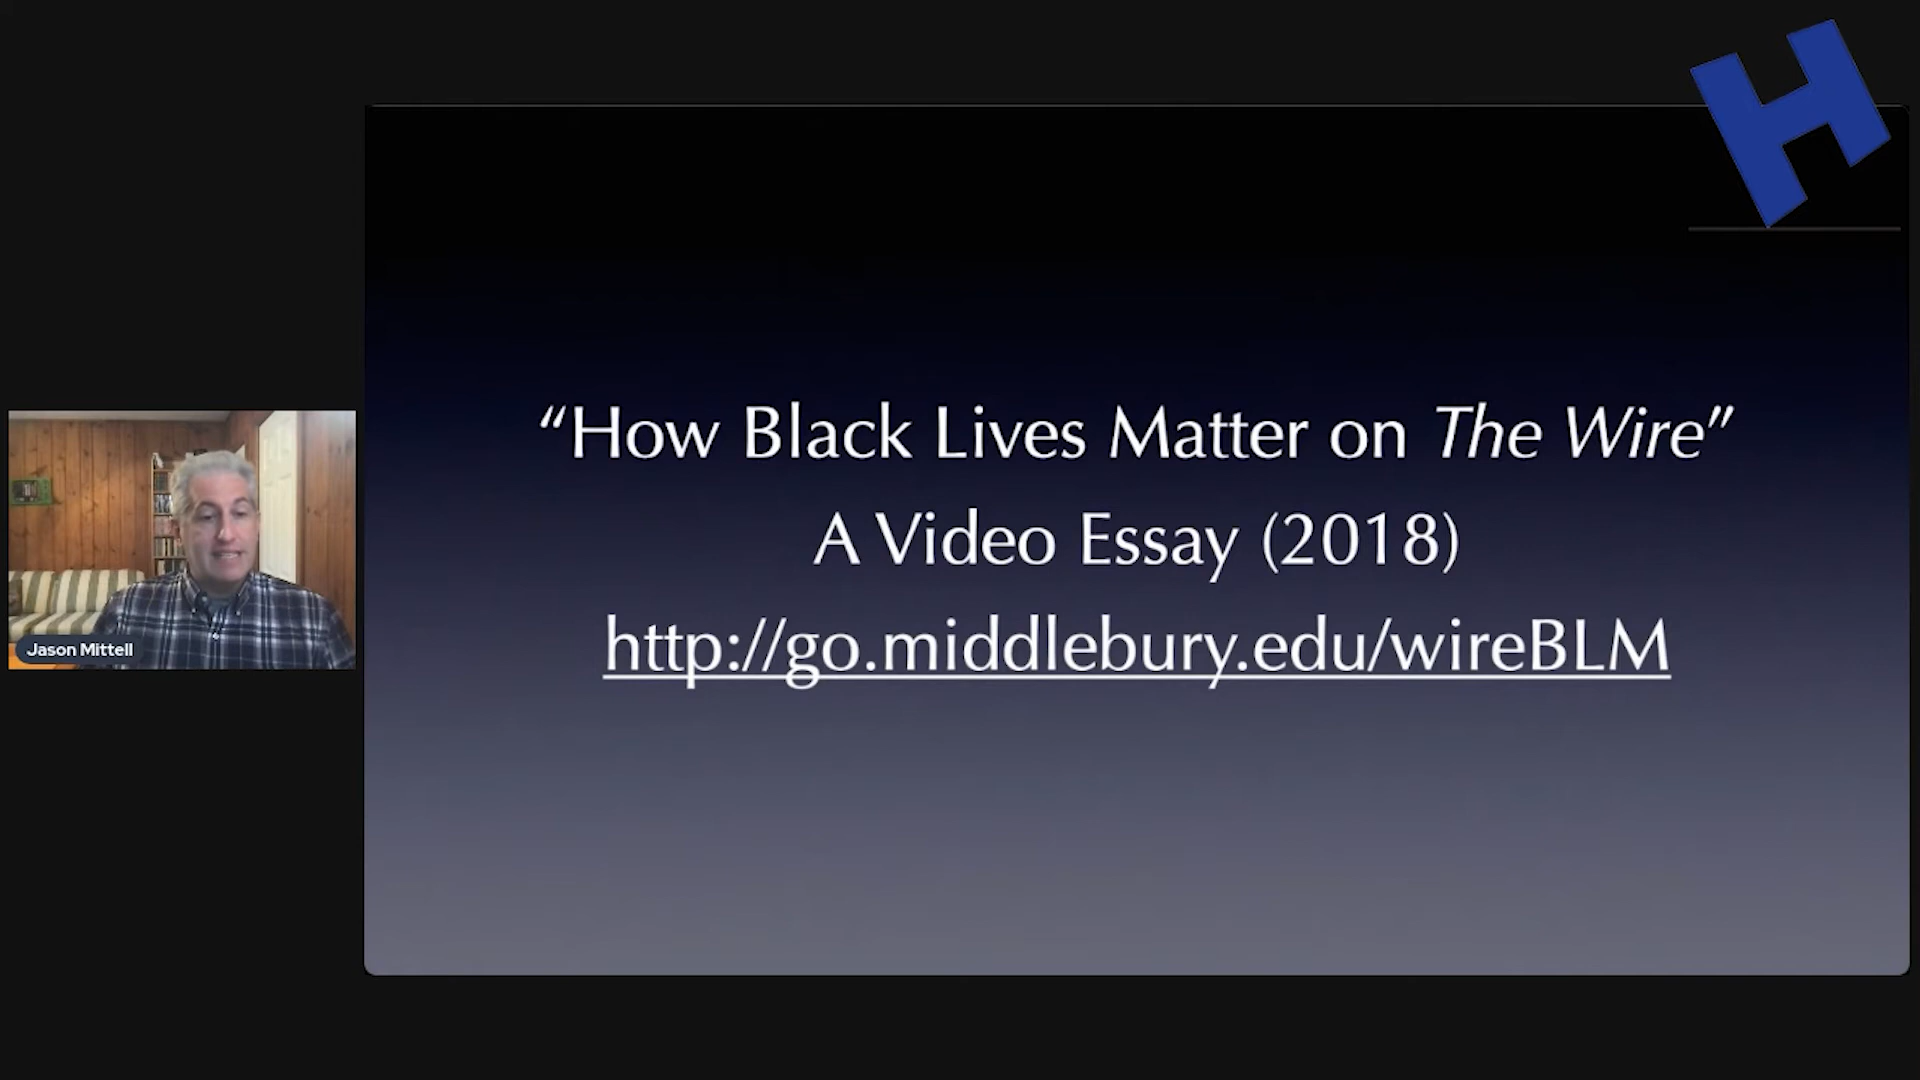 H
“How Black Lives Matter on The Wire”
A Video Essay (2018)
http://go.middlebury.edu/wireBLM
Jason Mittell